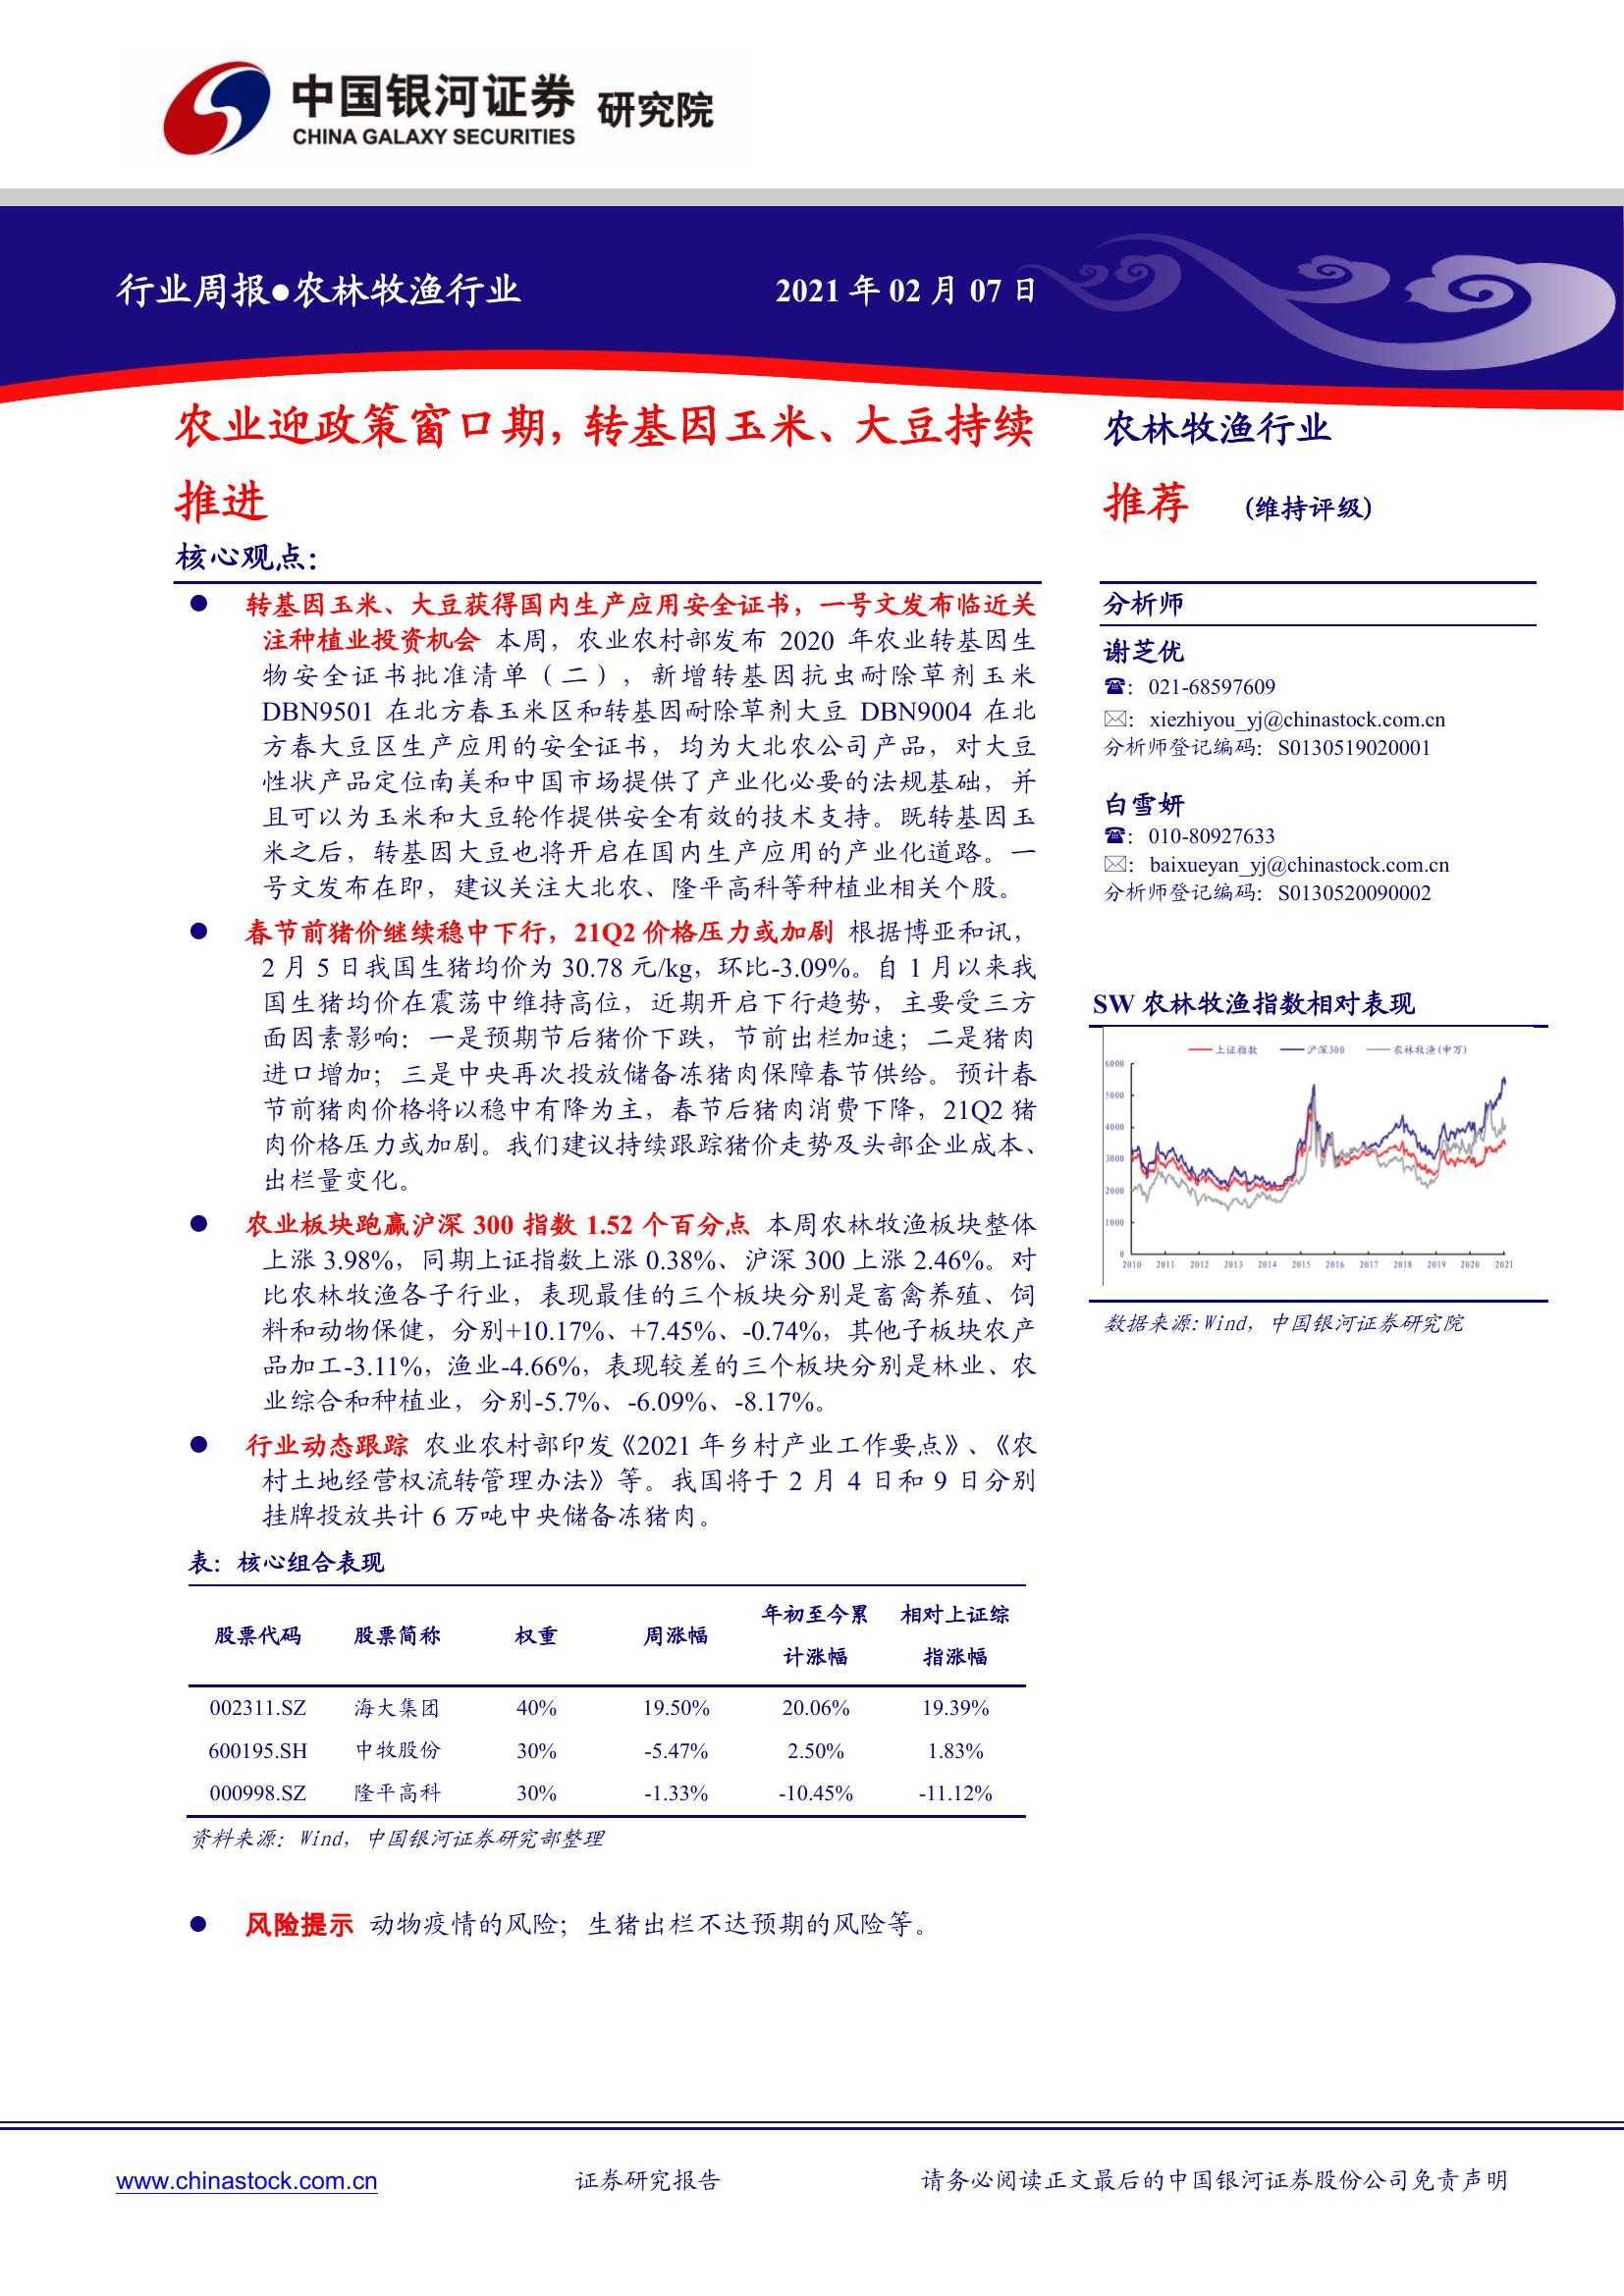 中国银河证券 研究院
CHINA GALAXY SECURITIES
行业周报●农林牧渔行业
2021 年 02 月 07 日
农业迎政策窗口期，转基因玉米、大豆持续
推进
核心观点：
● 转基因玉米、大豆获得国内生产应用安全证书，一号文发布临近关
注种植业投资机会 本周，农业农村部发布 2020 年农业转基因生
物安全证书批准清单（二），新增转基因抗虫耐除草剂玉米
DBN9501 在北方春玉米区和转基因耐除草剂大豆 DBN9004 在北
方春大豆区生产应用的安全证书，均为大北农公司产品，对大豆
性状产品定位南美和中国市场提供了产业化必要的法规基础，并
且可以为玉米和大豆轮作提供安全有效的技术支持。既转基因玉
米之后，转基因大豆也将开启在国内生产应用的产业化道路。一
号文发布在即，建议关注大北农、隆平高科等种植业相关个股。
● 春节前猪价继续稳中下行，21Q2 价格压力或加剧 根据博亚和讯，
2 月 5 日我国生猪均价为 30.78 元/kg，环比-3.09%。自 1 月以来我
国生猪均价在震荡中维持高位，近期开启下行趋势，主要受三方
面因素影响：一是预期节后猪价下跌，节前出栏加速；二是猪肉
进口增加；三是中央再次投放储备冻猪肉保障春节供给。预计春
节前猪肉价格将以稳中有降为主，春节后猪肉消费下降，21Q2 猪
肉价格压力或加剧。我们建议持续跟踪猪价走势及头部企业成本、
出栏量变化。
● 农业板块跑赢沪深 300 指数 1.52 个百分点 本周农林牧渔板块整体
上涨 3.98%，同期上证指数上涨 0.38%、沪深 300 上涨 2.46%。对
比农林牧渔各子行业，表现最佳的三个板块分别是畜禽养殖、饲
料和动物保健，分别+10.17%、+7.45%、-0.74%，其他子板块农产
品加工-3.11%，渔业-4.66%，表现较差的三个板块分别是林业、农
业综合和种植业，分别-5.7%、-6.09%、-8.17%。
● 行业动态跟踪 农业农村部印发《2021 年乡村产业工作要点》、《农
村土地经营权流转管理办法》等。我国将于 2 月 4 日和 9 日分别
挂牌投放共计 6 万吨中央储备冻猪肉。
表：核心组合表现
股票代码 股票简称 权重 周涨幅 年初至今累计涨幅 相对上证综指涨幅
002311.SZ 海大集团 40% 19.50% 20.06% 19.39%
600195.SH 中牧股份 30% -5.47% 2.50% 1.83%
000998.SZ 隆平高科 30% -1.33% -10.45% -11.12%
资料来源：Wind，中国银河证券研究部整理
● 风险提示 动物疫情的风险；生猪出栏不达预期的风险等。
农林牧渔行业
推荐 （维持评级）
分析师
谢芝优
☎：021-68597609
✉：xiezhiyou_yj@chinastock.com.cn
分析师登记编码：S0130519020001
白雪妍
☎：010-80927633
✉：baixueyan_yj@chinastock.com.cn
分析师登记编码：S0130520090002
SW 农林牧渔指数相对表现
上证指数 沪深300 农林牧渔(申万)
6000
5000
4000
3000
2000
1000
0
2010 2011 2012 2013 2014 2015 2016 2017 2018 2019 2020 2021
数据来源：Wind，中国银河证券研究院
www.chinastock.com.cn
证券研究报告
请务必阅读正文最后的中国银河证券股份公司免责声明